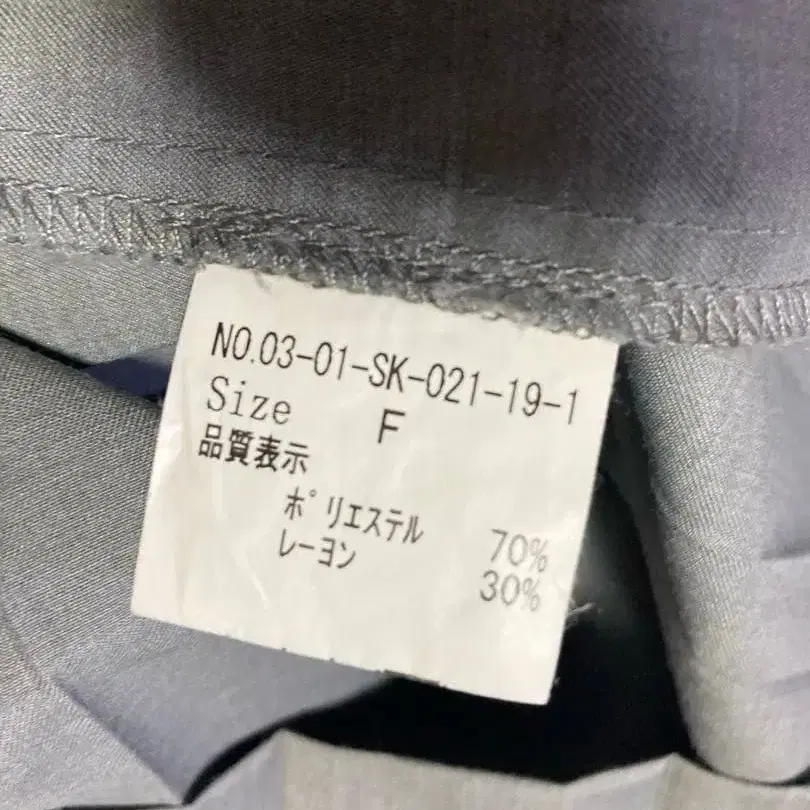 NO.03-01-SK-021-19-1
Size F
品質表示
ﾎﾟﾘｴｽﾃﾙ 70%
ﾚｰﾖﾝ 30%